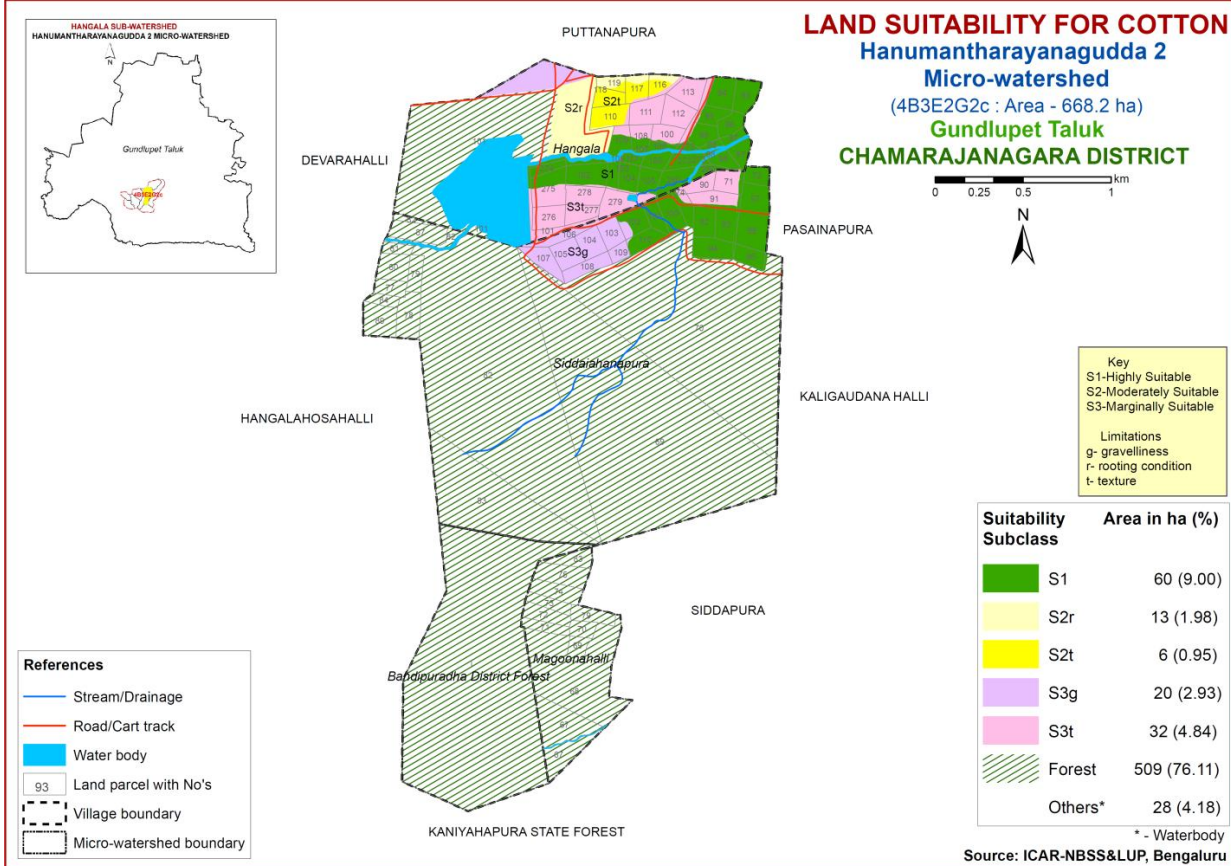 HANGALA SUB-WATERSHED
HANUMANTHARAYANAGUDDA 2 MICRO-WATERSHED
N
Gundlupet Taluk
4B3E2G2c
LAND SUITABILITY FOR COTTON
Hanumantharayanagudda 2
Micro-watershed
(4B3E2G2c : Area - 668.2 ha)
Gundlupet Taluk
CHAMARAJANAGARA DISTRICT
0 0.25 0.5 1 km
N
PUTTANAPURA
DEVARAHALLI
PASAINAPURA
HANGALAHOSAHALLI
KALIGAUDANA HALLI
SIDDAPURA
KANIYAHAPURA STATE FOREST
119
118 117 116
113
S2r S2t
110 111 112
108 100
Hangala
S1
275 278
279
S3t 277
276
90 71
91
101 106
104 103
105
107 S3g 109
108
70
Siddaiahanapura
69
Magoonahalli
Bandipuradha District Forest
68
67
Key
S1-Highly Suitable
S2-Moderately Suitable
S3-Marginally Suitable
Limitations
g- gravelliness
r- rooting condition
t- texture
Suitability Subclass Area in ha (%)
S1 60 (9.00)
S2r 13 (1.98)
S2t 6 (0.95)
S3g 20 (2.93)
S3t 32 (4.84)
Forest 509 (76.11)
Others* 28 (4.18)
* - Waterbody
Source: ICAR-NBSS&LUP, Bengaluru
References
Stream/Drainage
Road/Cart track
Water body
93 Land parcel with No's
Village boundary
Micro-watershed boundary